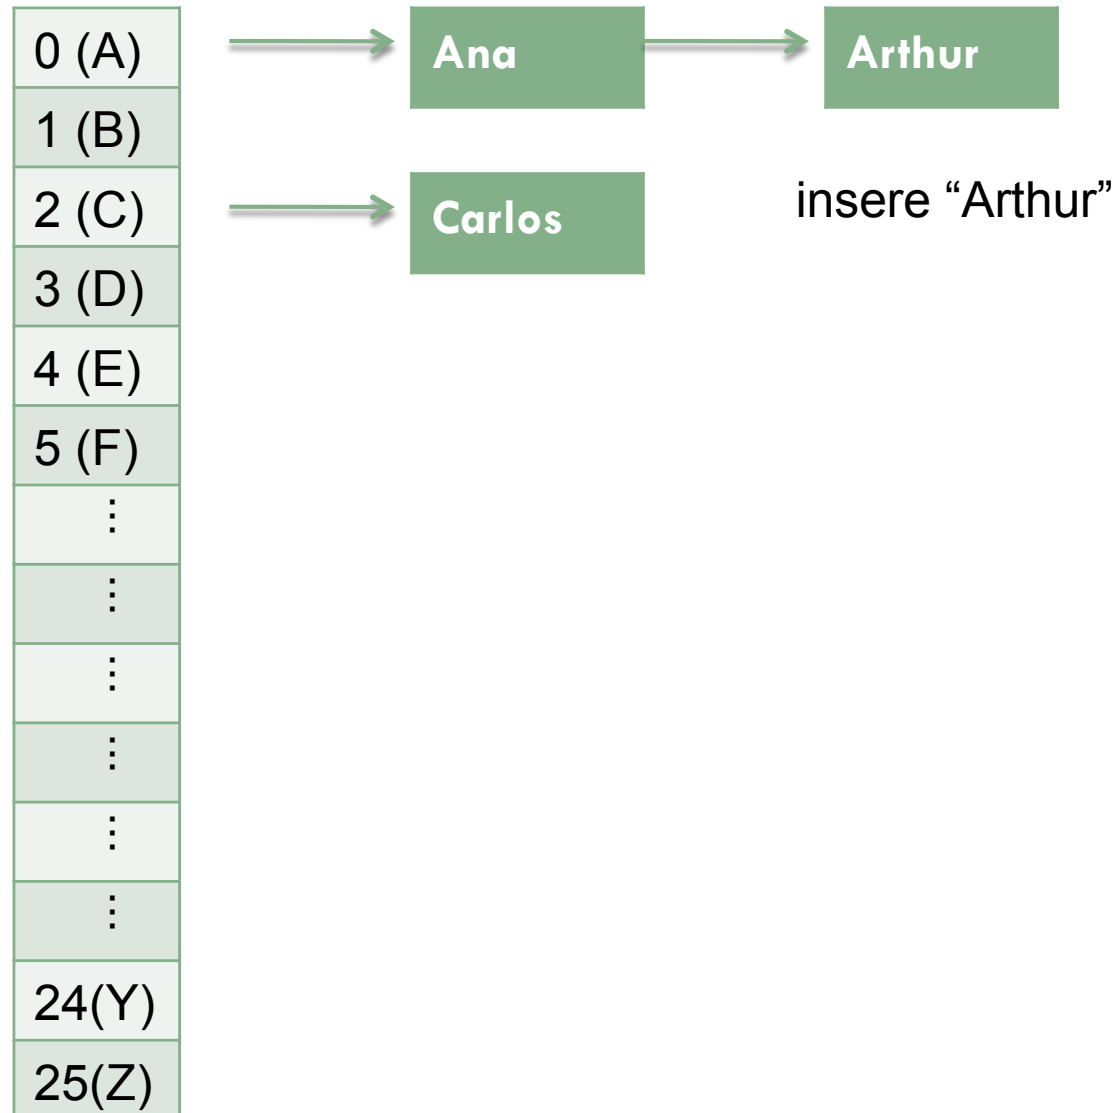 0 (A)
Ana
Arthur
1 (B)
2 (C)
Carlos
insere “Arthur”
3 (D)
4 (E)
5 (F)
⋮
⋮
⋮
⋮
⋮
⋮
24(Y)
25(Z)